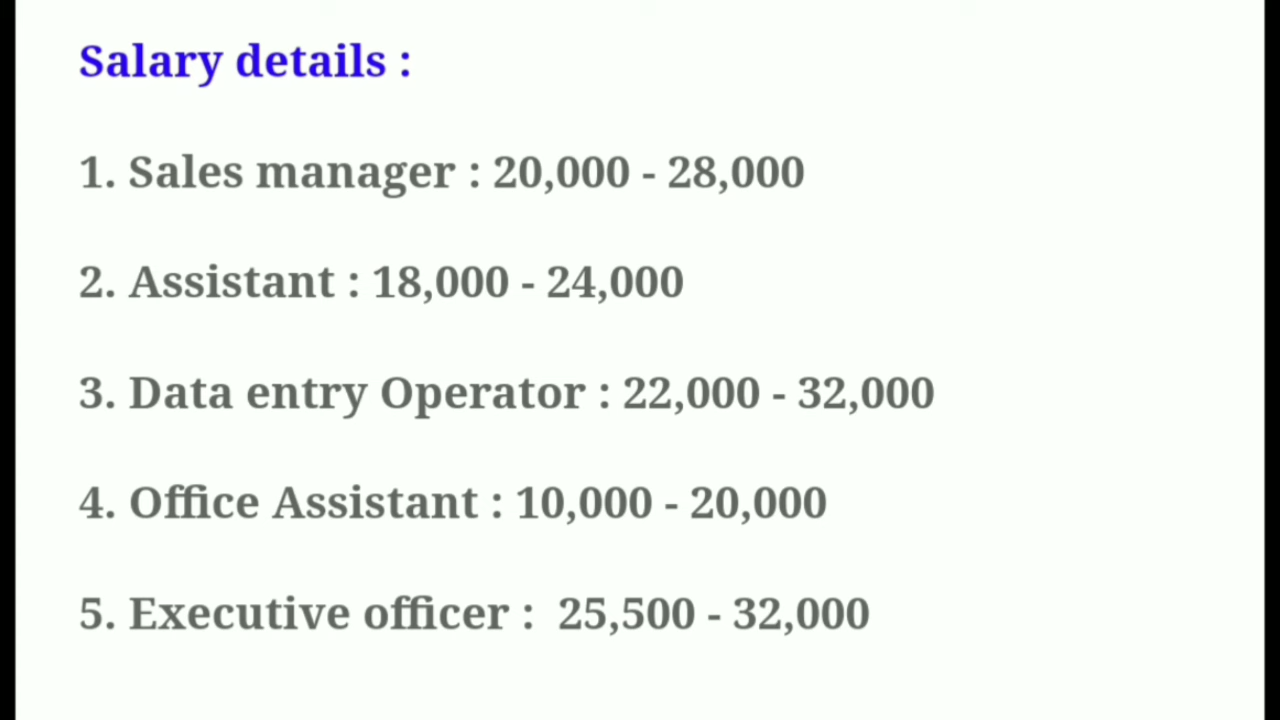 Salary details :
1. Sales manager : 20,000 - 28,000
2. Assistant : 18,000 - 24,000
3. Data entry Operator : 22,000 - 32,000
4. Office Assistant : 10,000 - 20,000
5. Executive officer :  25,500 - 32,000